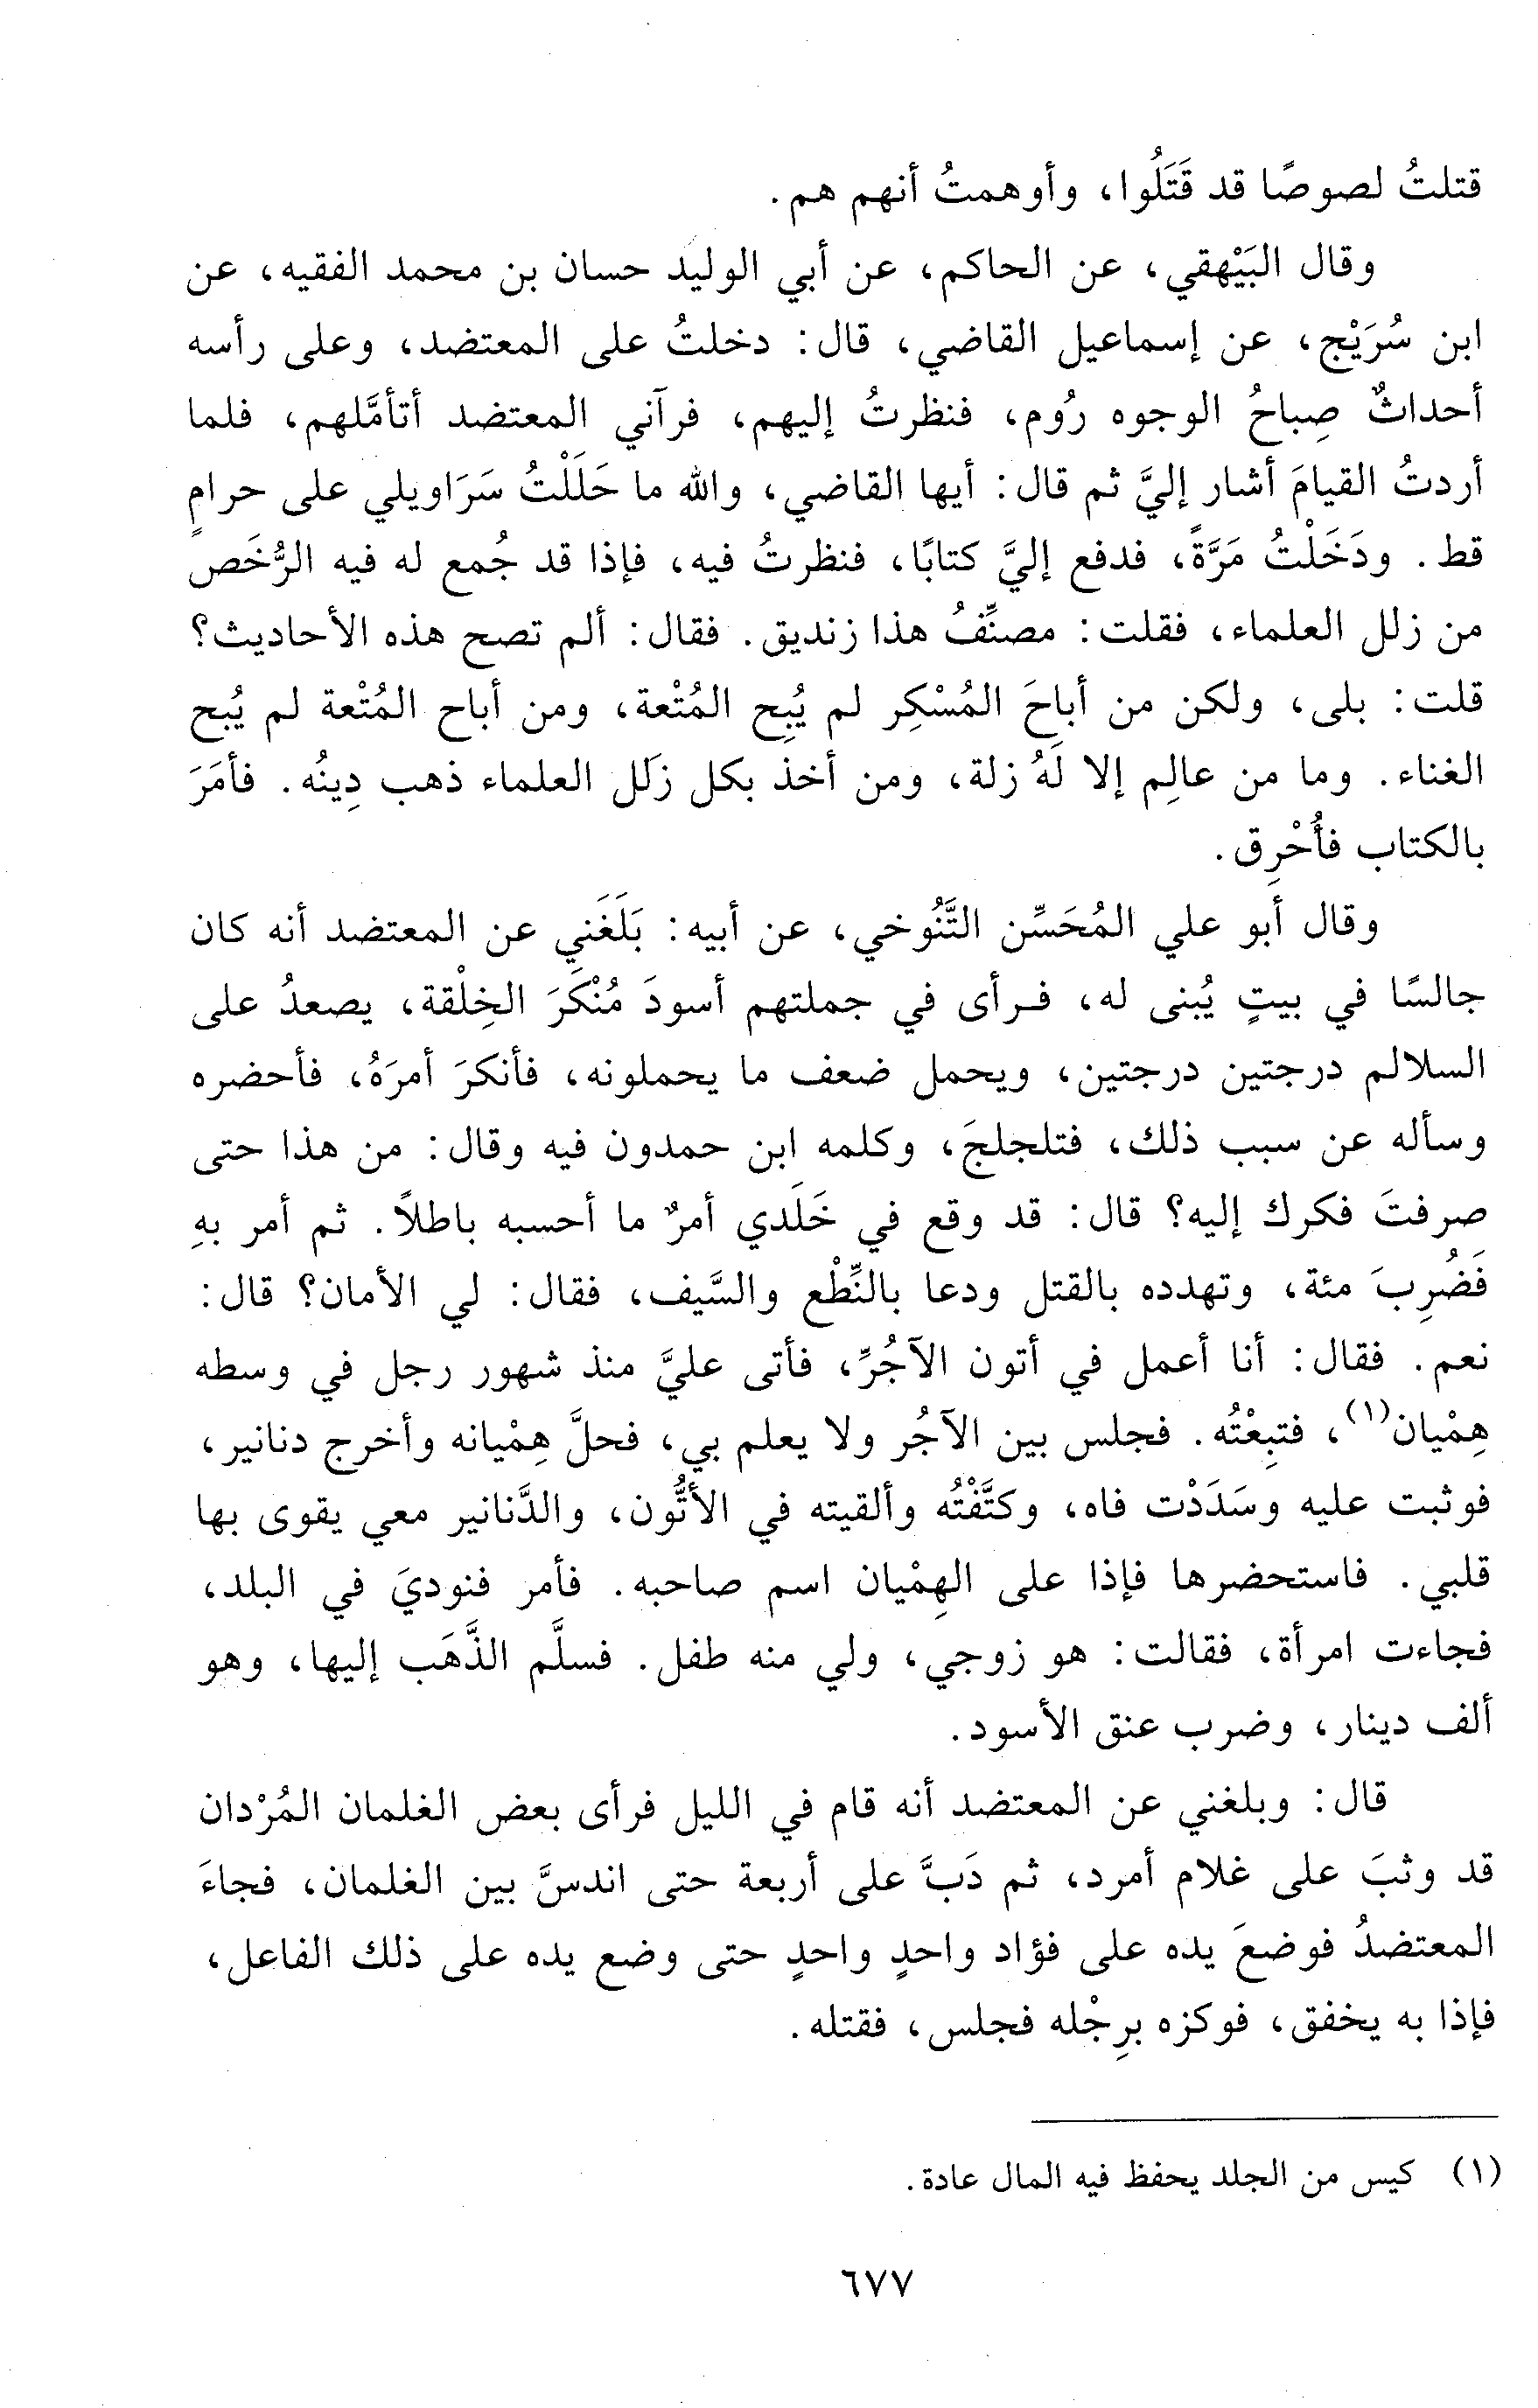 قتلتُ لصوصًا قد قَتَلُوا، وأوهمتُ أنهم هم.
وقال البَيْهقي، عن الحاكم، عن أبي الوليد حسان بن محمد الفقيه، عن
ابن سُرَيْج، عن إسماعيل القاضي، قال: دخلتُ على المعتضد، وعلى رأسه
أحداثٌ صِباحُ الوجوه رُوم، فنظرتُ إليهم، فرآني المعتضد أتأمَّلهم، فلما
أردتُ القيامَ أشار إليَّ ثم قال: أيها القاضي، والله ما حَلَلْتُ سَرَاويلي على حرامٍ
قط. ودَخَلْتُ مَرَّةً، فدفع إليَّ كتابًا، فنظرتُ فيه، فإذا قد جُمع له فيه الرُّخَص
من زلل العلماء، فقلت: مصنِّفُ هذا زنديق. فقال: ألم تصح هذه الأحاديث؟
قلت: بلى، ولكن من أباحَ المُسْكِر لم يُبِح المُتْعة، ومن أباح المُتْعة لم يُبح
الغناء. وما من عالِم إلا لَهُ زلة، ومن أخذ بكل زَلل العلماء ذهب دِينُه. فأمَرَ
بالكتاب فأُحْرِق.
وقال أبو علي المُحَسِّن التَّنُوخي، عن أبيه: بَلَغَني عن المعتضد أنه كان
جالسًا في بيتٍ يُبنى له، فرأى في جملتهم أسودَ مُنْكَرَ الخِلْقة، يصعدُ على
السلالم درجتين درجتين، ويحمل ضعف ما يحملونه، فأنكرَ أمرَهُ، فأحضره
وسأله عن سبب ذلك، فتلجلجَ، وكلمه ابن حمدون فيه وقال: من هذا حتى
صرفتَ فكرك إليه؟ قال: قد وقع في خَلَدي أمرٌ ما أحسبه باطلاً. ثم أمر بهِ
فَضُرِبَ مئة، وتهدده بالقتل ودعا بالنِّطْع والسَّيف، فقال: لي الأمان؟ قال:
نعم. فقال: أنا أعمل في أتون الآجُرِّ، فأتى عليَّ منذ شهور رجل في وسطه
هِمْيان(١)، فتبِعْتُه. فجلس بين الآجُر ولا يعلم بي، فحلَّ هِمْيانه وأخرج دنانير،
فوثبت عليه وسَدَدْت فاه، وكتَّفْتُه وألقيته في الأتُّون، والدَّنانير معي يقوى بها
قلبي. فاستحضرها فإذا على الهِمْيان اسم صاحبه. فأمر فنوديَ في البلد،
فجاءت امرأة، فقالت: هو زوجي، ولي منه طفل. فسلَّم الذَّهَب إليها، وهو
ألف دينار، وضرب عنق الأسود.
قال: وبلغني عن المعتضد أنه قام في الليل فرأى بعض الغلمان المُرْدان
قد وثبَ على غلام أمرد، ثم دَبَّ على أربعة حتى اندسَّ بين الغلمان، فجاءَ
المعتضدُ فوضعَ يده على فؤاد واحدٍ واحدٍ حتى وضع يده على ذلك الفاعل،
فإذا به يخفق، فوكزه برِجْله فجلس، فقتله.
(١) كيس من الجلد يحفظ فيه المال عادة.
٦٧٧